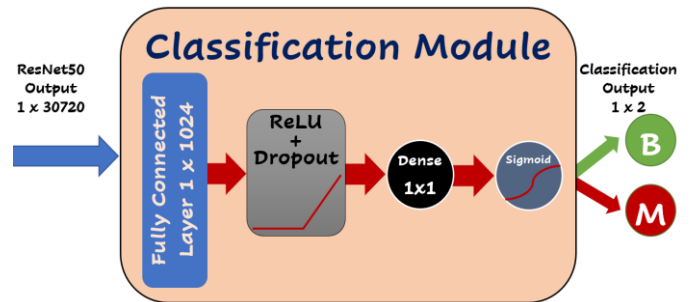 Classification Module
ResNet50
Output
1 x 30720
Fully Connected
Layer 1 x 1024
ReLU
+
Dropout
Dense
1x1
Sigmoid
Classification
Output
1 x 2
B
M